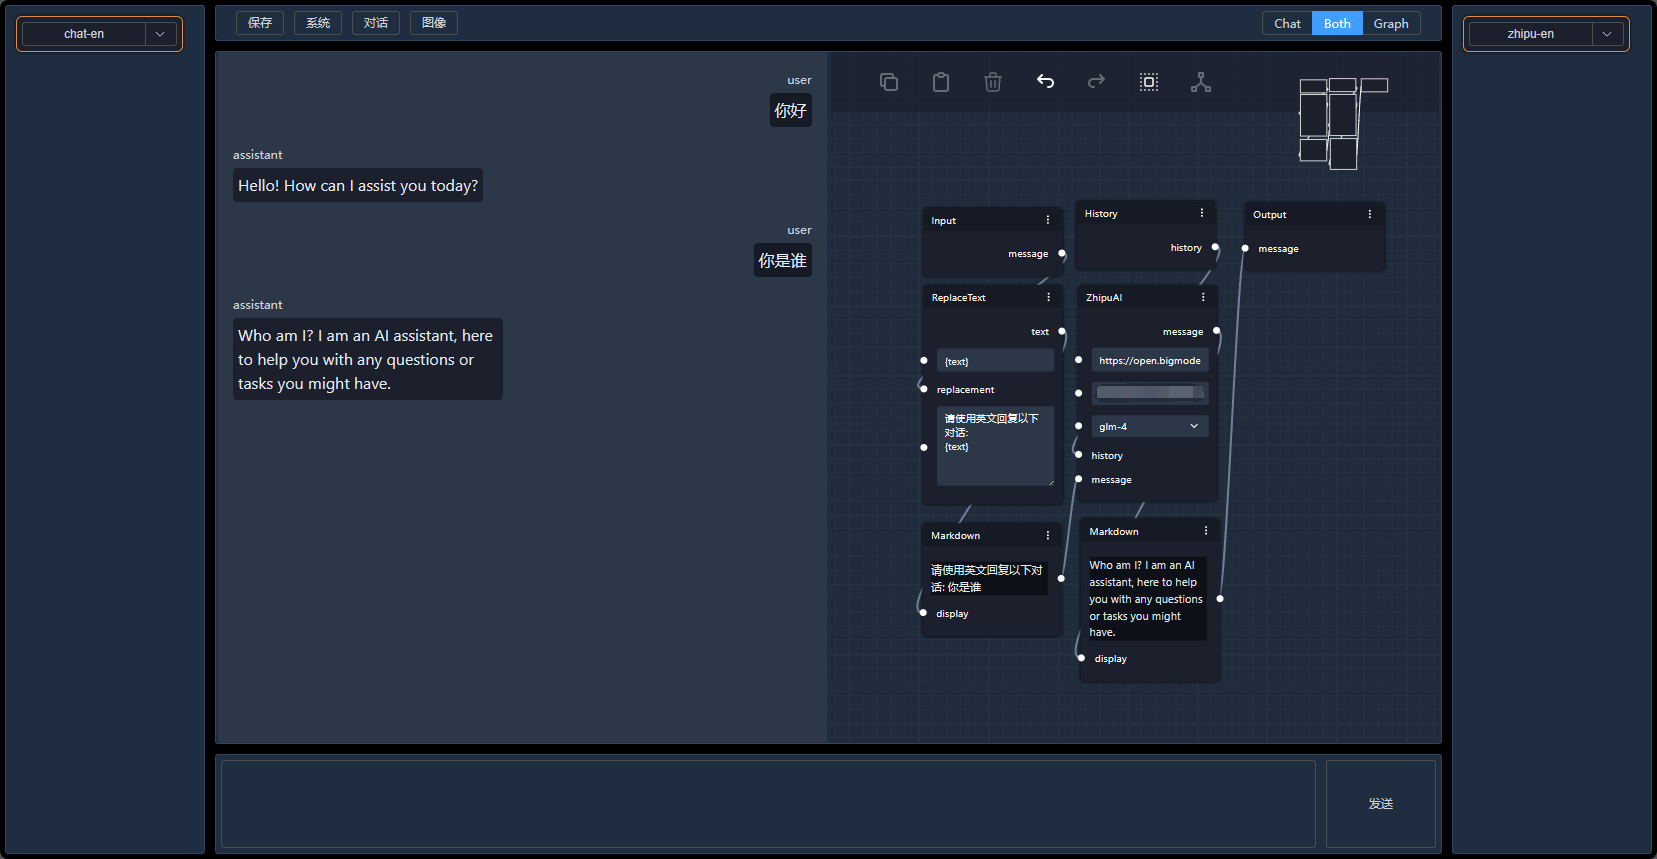 chat-en
保存 系统 对话 图像
Chat Both Graph
zhipu-en
user
你好
assistant
Hello! How can I assist you today?
user
你是谁
assistant
Who am I? I am an AI assistant, here
to help you with any questions or
tasks you might have.
Input
message
History
history
Output
message
ReplaceText
text
{text}
replacement
请使用英文回复以下
对话:
{text}
ZhipuAI
message
https://open.bigmode
glm-4
history
message
Markdown
请使用英文回复以下对
话: 你是谁
display
Markdown
Who am I? I am an AI
assistant, here to help
you with any questions
or tasks you might
have.
display
发送